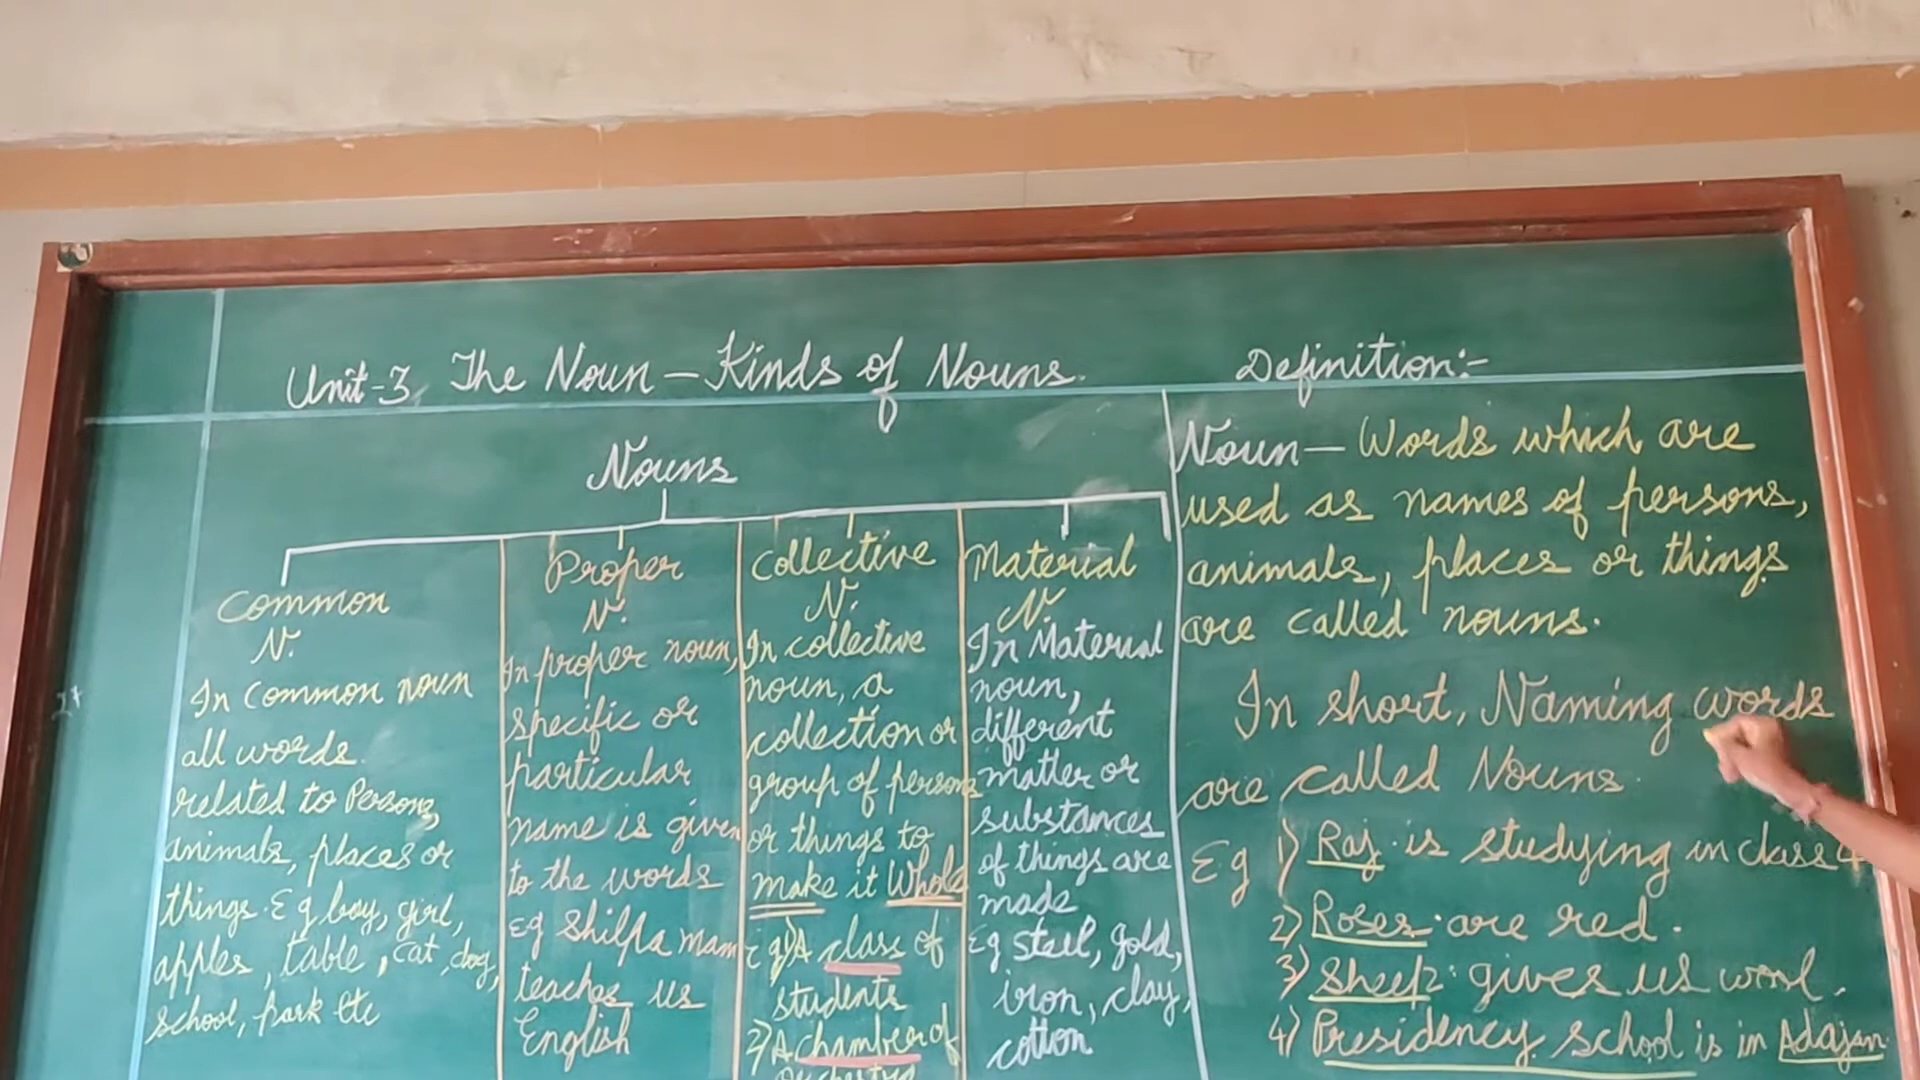 Unit-3 The Noun – Kinds of Nouns.
Nouns
Common
N.
In Common noun
all words
related to Persons,
animals, places or
things. Eg boy, girl,
apples, table, cat, dog,
school, park etc
Proper
N.
In proper noun,
specific or
particular
name is given
to the words
Eg Shilpa mam
teaches us
English
Collective
N.
In collective
noun, a
collection or
group of persons
or things to
make it Whole
Eg 1) A class of
students
2) A chamber of
orchestra
Material
N.
In Material
noun,
different
matter or
substances
of things are
made
Eg steel, gold,
iron, clay,
cotton
Definition:-
Noun – Words which are
used as names of persons,
animals, places or things
are called nouns.
In short, Naming words
are called Nouns.
Eg 1) Raj is studying in class 4
2) Roses are red.
3) Sheep gives us wool.
4) Presidency school is in Adajan.